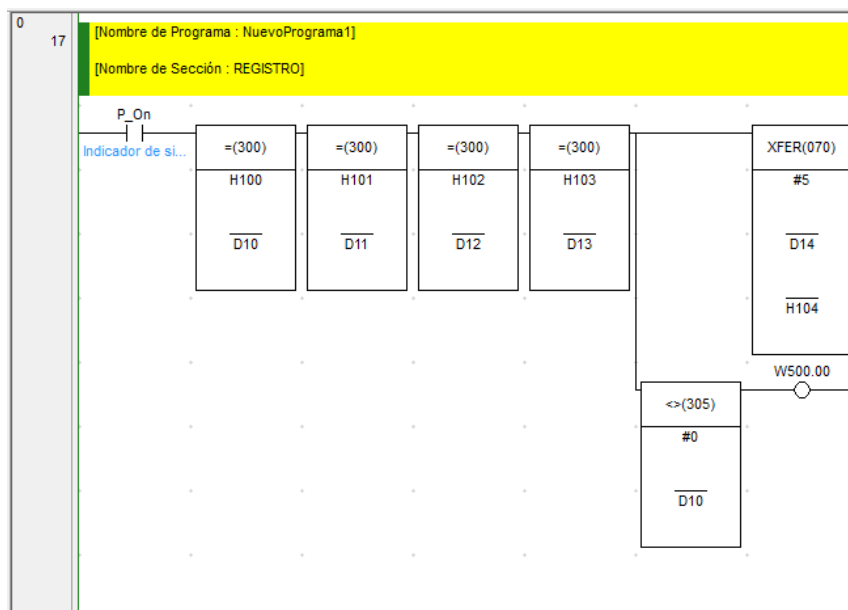 0
17
[Nombre de Programa : NuevoPrograma1]
[Nombre de Sección : REGISTRO]
P_On
Indicador de si...
=(300)
H100
D10
=(300)
H101
D11
=(300)
H102
D12
=(300)
H103
D13
XFER(070)
#5
D14
H104
W500.00
<>(305)
#0
D10